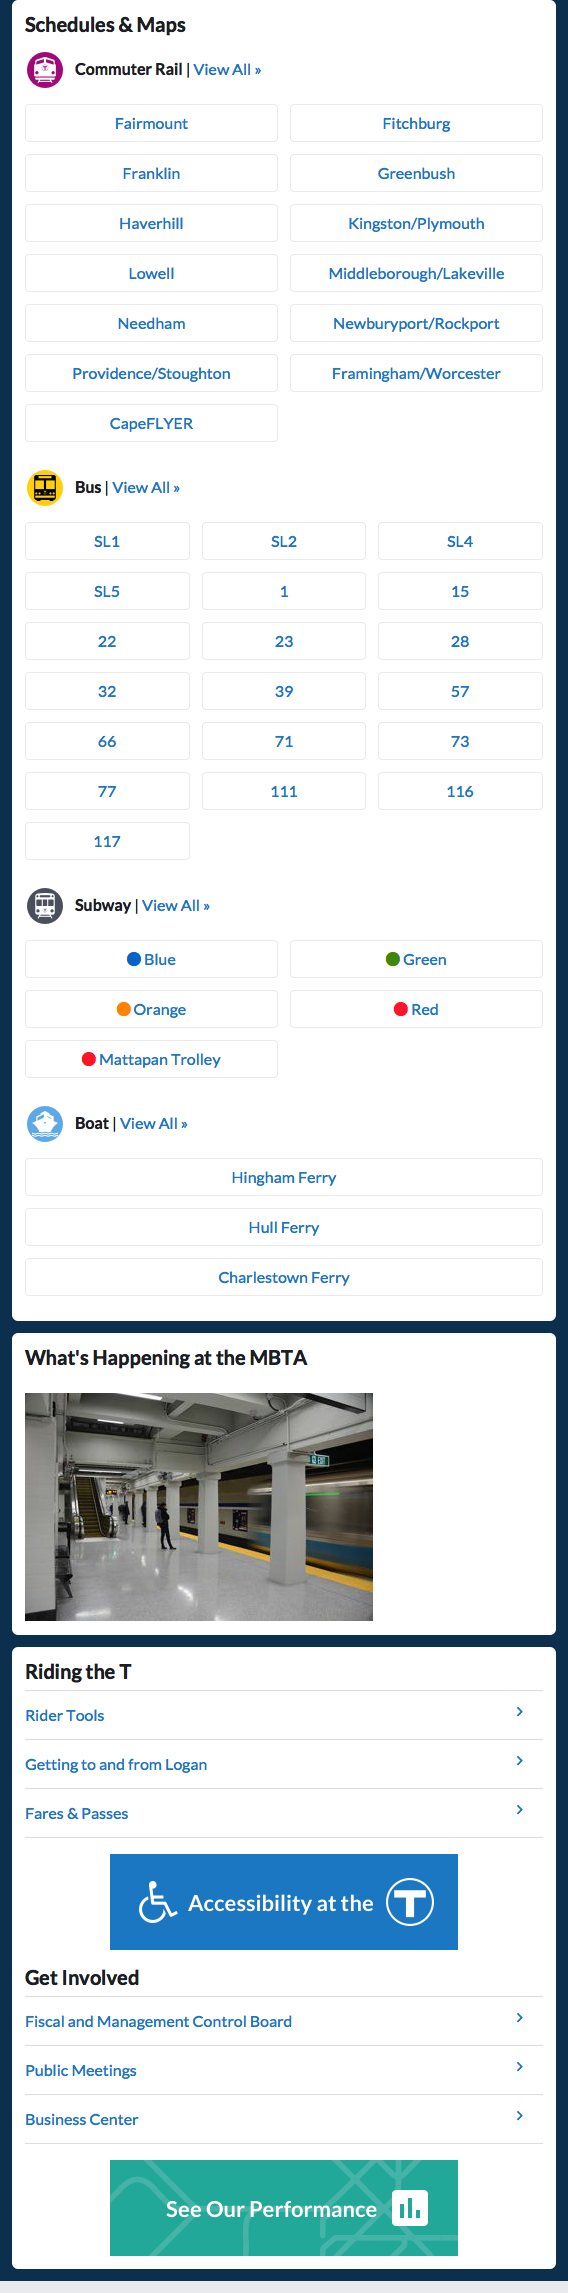 Schedules & Maps
Commuter Rail | View All »
Fairmount
Fitchburg
Franklin
Greenbush
Haverhill
Kingston/Plymouth
Lowell
Middleborough/Lakeville
Needham
Newburyport/Rockport
Providence/Stoughton
Framingham/Worcester
CapeFLYER
Bus | View All »
SL1
SL2
SL4
SL5
1
15
22
23
28
32
39
57
66
71
73
77
111
116
117
Subway | View All »
Blue
Green
Orange
Red
Mattapan Trolley
Boat | View All »
Hingham Ferry
Hull Ferry
Charlestown Ferry
What's Happening at the MBTA
EXIT
Riding the T
Rider Tools
Getting to and from Logan
Fares & Passes
Accessibility at the T
Get Involved
Fiscal and Management Control Board
Public Meetings
Business Center
See Our Performance